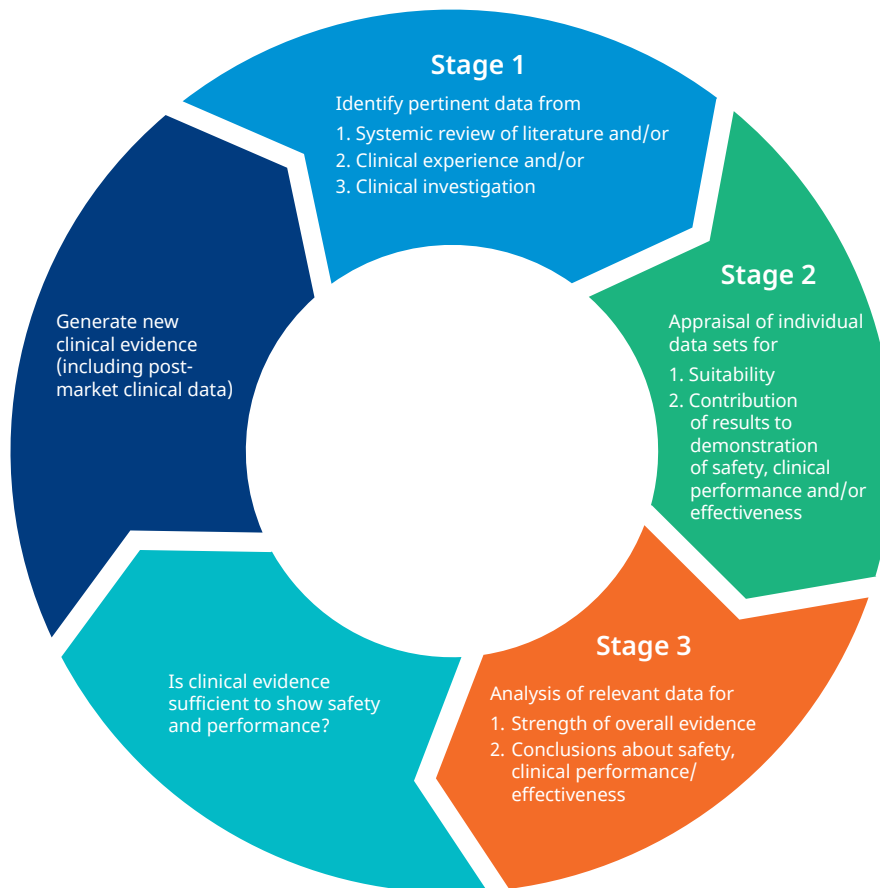 Stage 1
Identify pertinent data from
1. Systemic review of literature and/or
2. Clinical experience and/or
3. Clinical investigation
Stage 2
Appraisal of individual
data sets for
1. Suitability
2. Contribution
of results to
demonstration
of safety, clinical
performance and/or
effectiveness
Stage 3
Analysis of relevant data for
1. Strength of overall evidence
2. Conclusions about safety,
clinical performance/
effectiveness
Is clinical evidence
sufficient to show safety
and performance?
Generate new
clinical evidence
(including post-
market clinical data)